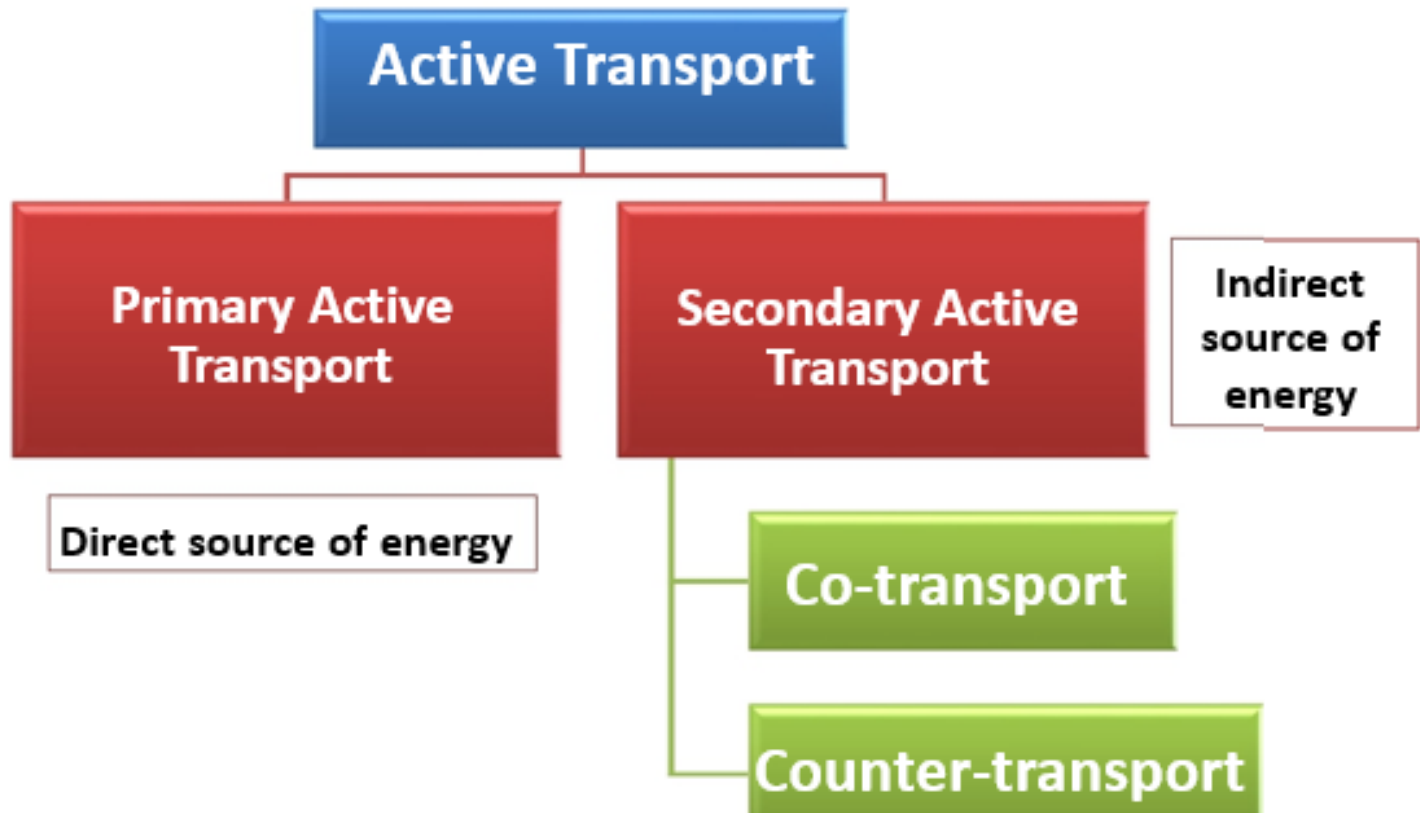 Active Transport
Primary Active
Transport
Secondary Active
Transport
Indirect
source of
energy
Direct source of energy
Co-transport
Counter-transport